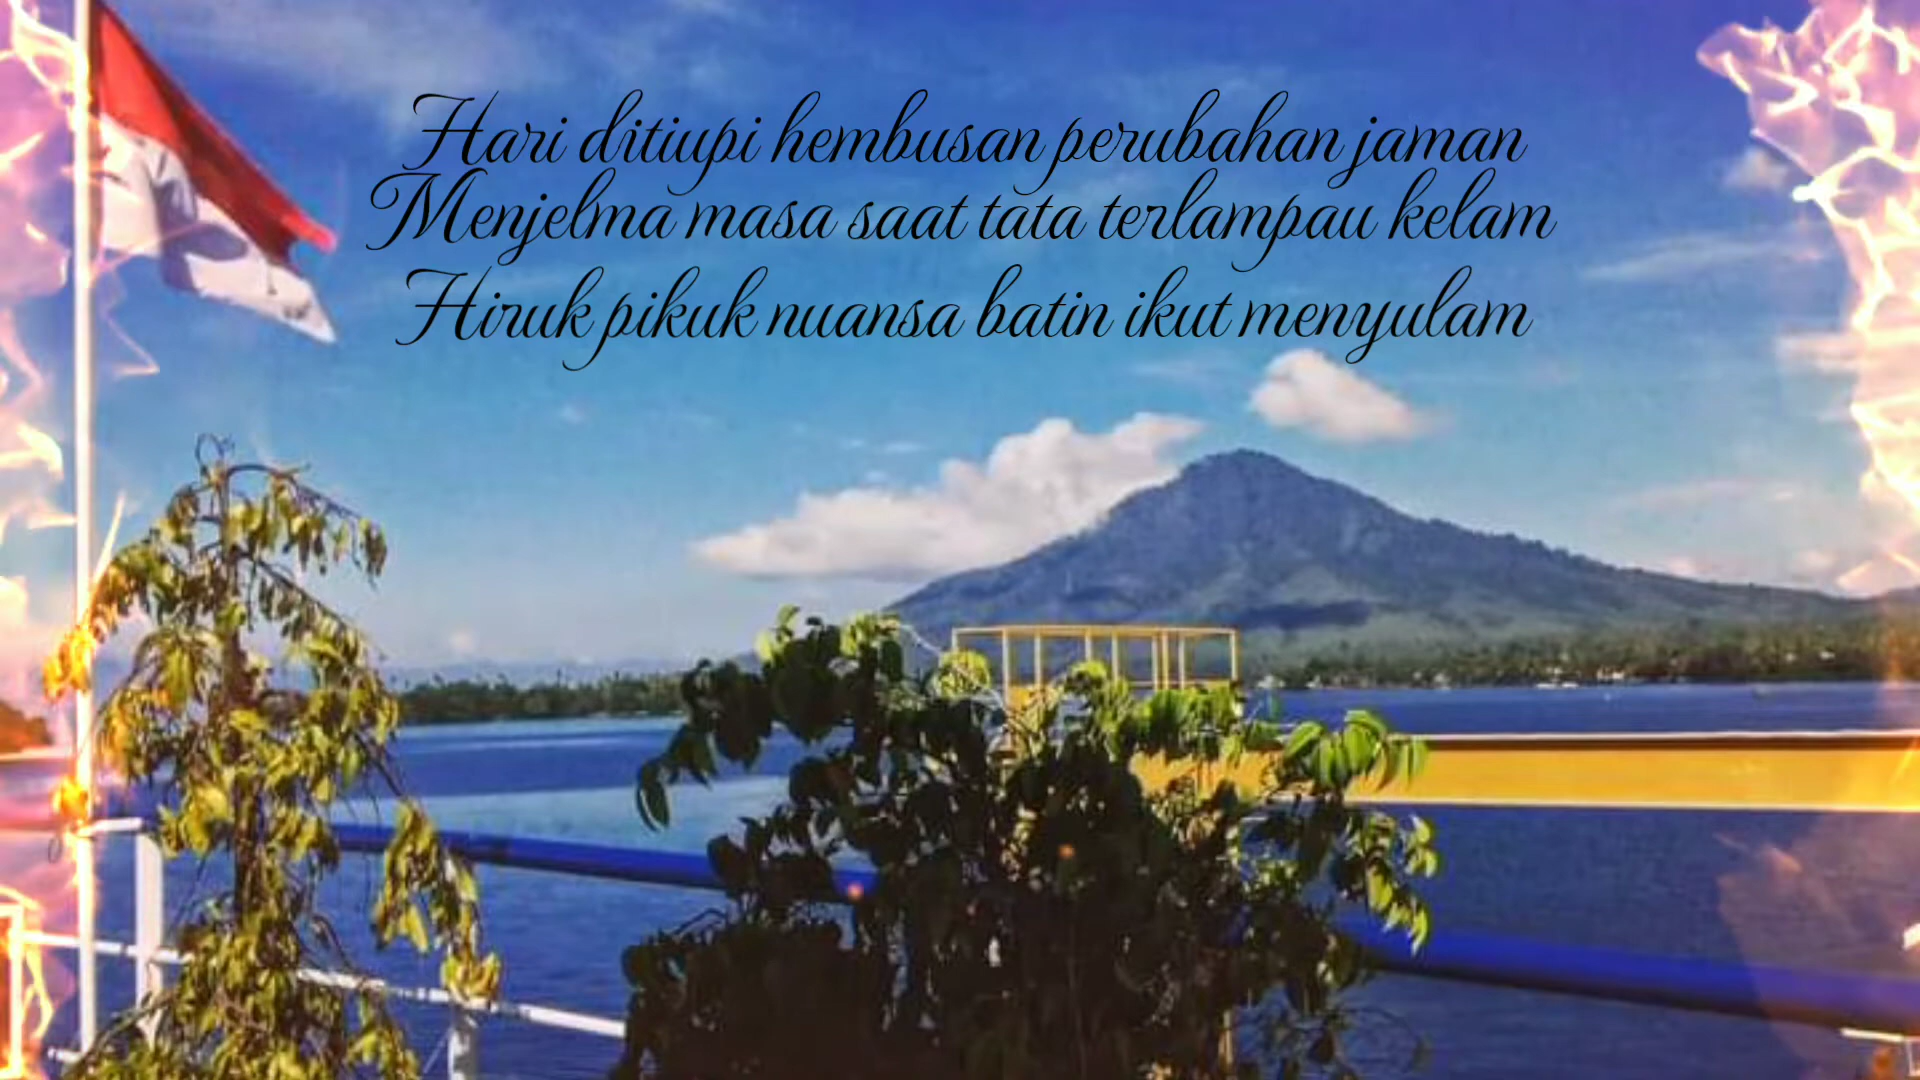 Hari ditiupi hembusan perubahan jaman
Menjelma masa saat tata terlampau kelam
Hiruk pikuk nuansa batin ikut menyulam